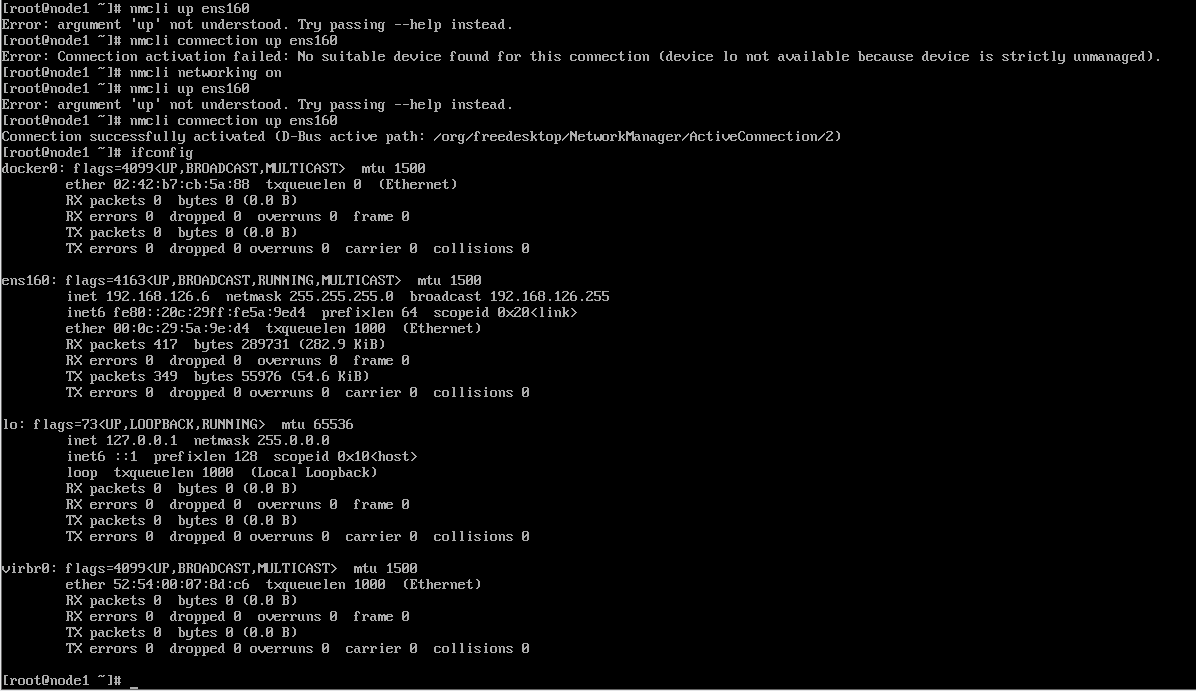 [root@node1 ~]# nmcli up ens160
Error: argument 'up' not understood. Try passing --help instead.
[root@node1 ~]# nmcli connection up ens160
Error: Connection activation failed: No suitable device found for this connection (device lo not available because device is strictly unmanaged).
[root@node1 ~]# nmcli networking on
[root@node1 ~]# nmcli up ens160
Error: argument 'up' not understood. Try passing --help instead.
[root@node1 ~]# nmcli connection up ens160
Connection successfully activated (D-Bus active path: /org/freedesktop/NetworkManager/ActiveConnection/2)
[root@node1 ~]# ifconfig
docker0: flags=4099<UP,BROADCAST,MULTICAST>  mtu 1500
        ether 02:42:b7:cb:5a:88  txqueuelen 0  (Ethernet)
        RX packets 0  bytes 0 (0.0 B)
        RX errors 0  dropped 0  overruns 0  frame 0
        TX packets 0  bytes 0 (0.0 B)
        TX errors 0  dropped 0 overruns 0  carrier 0  collisions 0

ens160: flags=4163<UP,BROADCAST,RUNNING,MULTICAST>  mtu 1500
        inet 192.168.126.6  netmask 255.255.255.0  broadcast 192.168.126.255
        inet6 fe80::20c:29ff:fe5a:9ed4  prefixlen 64  scopeid 0x20<link>
        ether 00:0c:29:5a:9e:d4  txqueuelen 1000  (Ethernet)
        RX packets 417  bytes 289731 (282.9 KiB)
        RX errors 0  dropped 0  overruns 0  frame 0
        TX packets 349  bytes 55976 (54.6 KiB)
        TX errors 0  dropped 0 overruns 0  carrier 0  collisions 0

lo: flags=73<UP,LOOPBACK,RUNNING>  mtu 65536
        inet 127.0.0.1  netmask 255.0.0.0
        inet6 ::1  prefixlen 128  scopeid 0x10<host>
        loop  txqueuelen 1000  (Local Loopback)
        RX packets 0  bytes 0 (0.0 B)
        RX errors 0  dropped 0  overruns 0  frame 0
        TX packets 0  bytes 0 (0.0 B)
        TX errors 0  dropped 0 overruns 0  carrier 0  collisions 0

virbr0: flags=4099<UP,BROADCAST,MULTICAST>  mtu 1500
        ether 52:54:00:07:8d:c6  txqueuelen 1000  (Ethernet)
        RX packets 0  bytes 0 (0.0 B)
        RX errors 0  dropped 0  overruns 0  frame 0
        TX packets 0  bytes 0 (0.0 B)
        TX errors 0  dropped 0 overruns 0  carrier 0  collisions 0

[root@node1 ~]# _